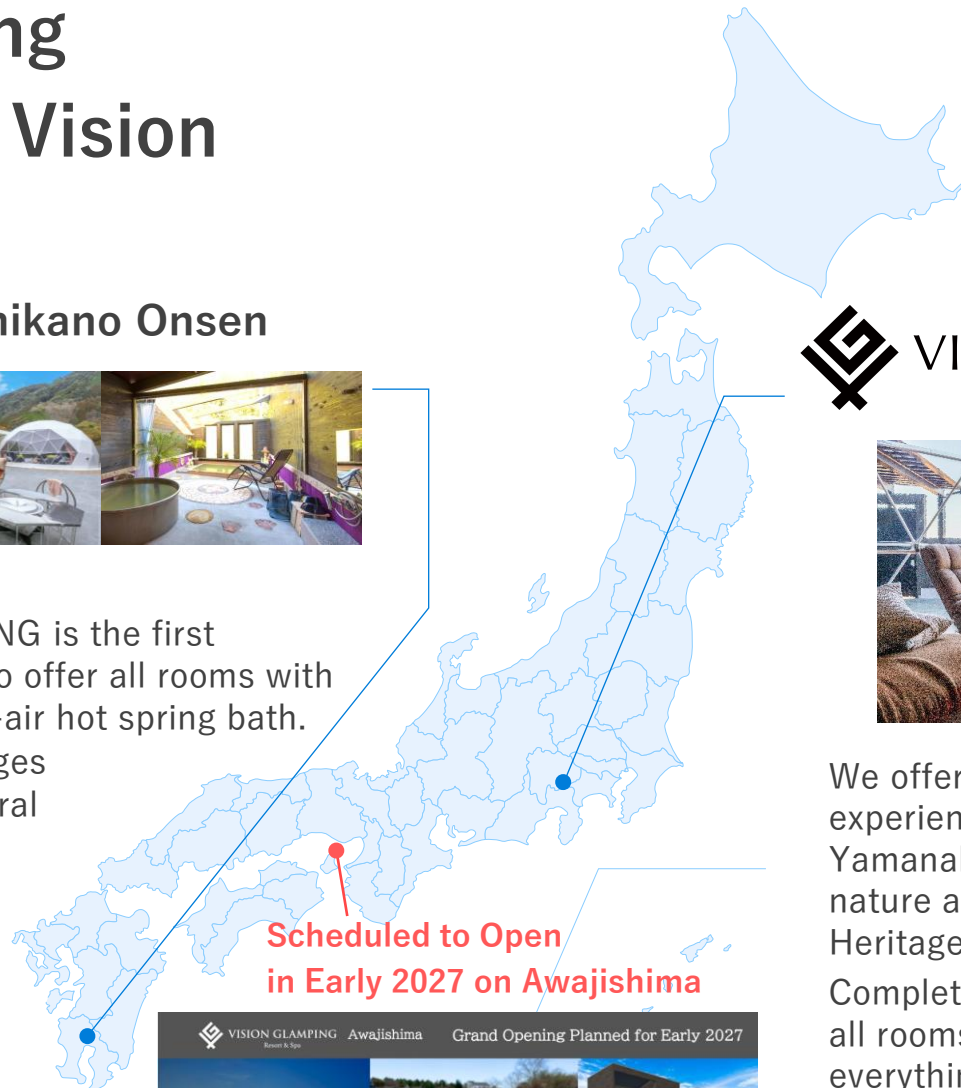 ng
Vision
nikano Onsen
NG is the first
o offer all rooms with
-air hot spring bath.
ges
ral
VI
We offer
experien
Yamanak
nature a
Heritage
Complet
all rooms
everythin
Scheduled to Open
in Early 2027 on Awajishima
VISION GLAMPING Awajishima Grand Opening Planned for Early 2027
Resort & Spa